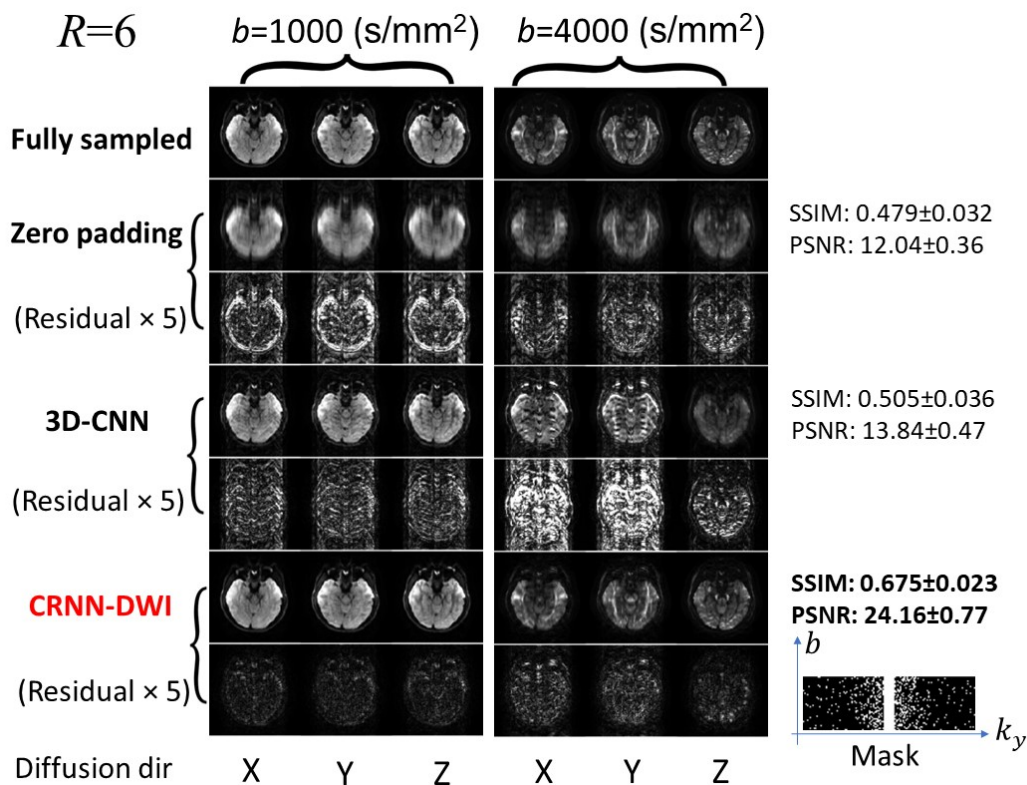 R=6
b=1000 (s/mm²)
b=4000 (s/mm²)
Fully sampled
Zero padding
SSIM: 0.479±0.032
PSNR: 12.04±0.36
(Residual × 5)
3D-CNN
SSIM: 0.505±0.036
PSNR: 13.84±0.47
(Residual × 5)
CRNN-DWI
SSIM: 0.675±0.023
PSNR: 24.16±0.77
(Residual × 5)
b
k_y
Mask
Diffusion dir X Y Z X Y Z